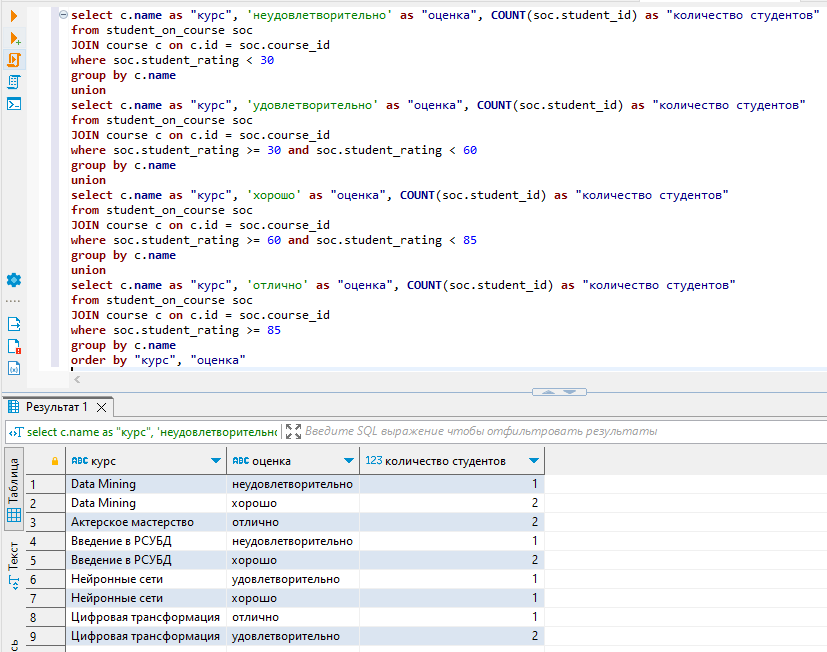 select c.name as "курс", 'неудовлетворительно' as "оценка", COUNT(soc.student_id) as "количество студентов"
from student_on_course soc
JOIN course c on c.id = soc.course_id
where soc.student_rating < 30
group by c.name
union
select c.name as "курс", 'удовлетворительно' as "оценка", COUNT(soc.student_id) as "количество студентов"
from student_on_course soc
JOIN course c on c.id = soc.course_id
where soc.student_rating >= 30 and soc.student_rating < 60
group by c.name
union
select c.name as "курс", 'хорошо' as "оценка", COUNT(soc.student_id) as "количество студентов"
from student_on_course soc
JOIN course c on c.id = soc.course_id
where soc.student_rating >= 60 and soc.student_rating < 85
group by c.name
union
select c.name as "курс", 'отлично' as "оценка", COUNT(soc.student_id) as "количество студентов"
from student_on_course soc
JOIN course c on c.id = soc.course_id
where soc.student_rating >= 85
group by c.name
order by "курс", "оценка"
Результат 1
select c.name as "курс", 'неудовлетворительно Введите SQL выражение чтобы отфильтровать результаты
Таблица
Текст
ABC курс ABC оценка 123 количество студентов
1 Data Mining неудовлетворительно 1
2 Data Mining хорошо 2
3 Актерское мастерство отлично 2
4 Введение в РСУБД неудовлетворительно 1
5 Введение в РСУБД хорошо 2
6 Нейронные сети удовлетворительно 1
7 Нейронные сети хорошо 1
8 Цифровая трансформация отлично 1
9 Цифровая трансформация удовлетворительно 2